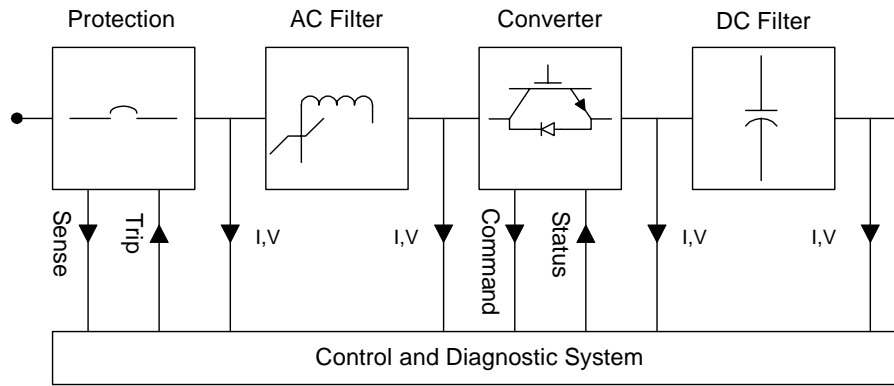 Protection
AC Filter
Converter
DC Filter
Sense
Trip
I,V
I,V
Command
Status
I,V
I,V
Control and Diagnostic System